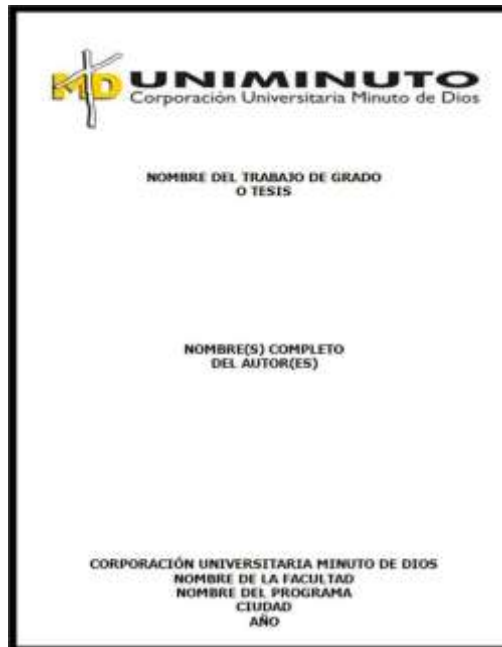 MD UNIMINUTO
Corporación Universitaria Minuto de Dios
NOMBRE DEL TRABAJO DE GRADO
O TESIS
NOMBRE(S) COMPLETO
DEL AUTOR(ES)
CORPORACIÓN UNIVERSITARIA MINUTO DE DIOS
NOMBRE DE LA FACULTAD
NOMBRE DEL PROGRAMA
CIUDAD
AÑO